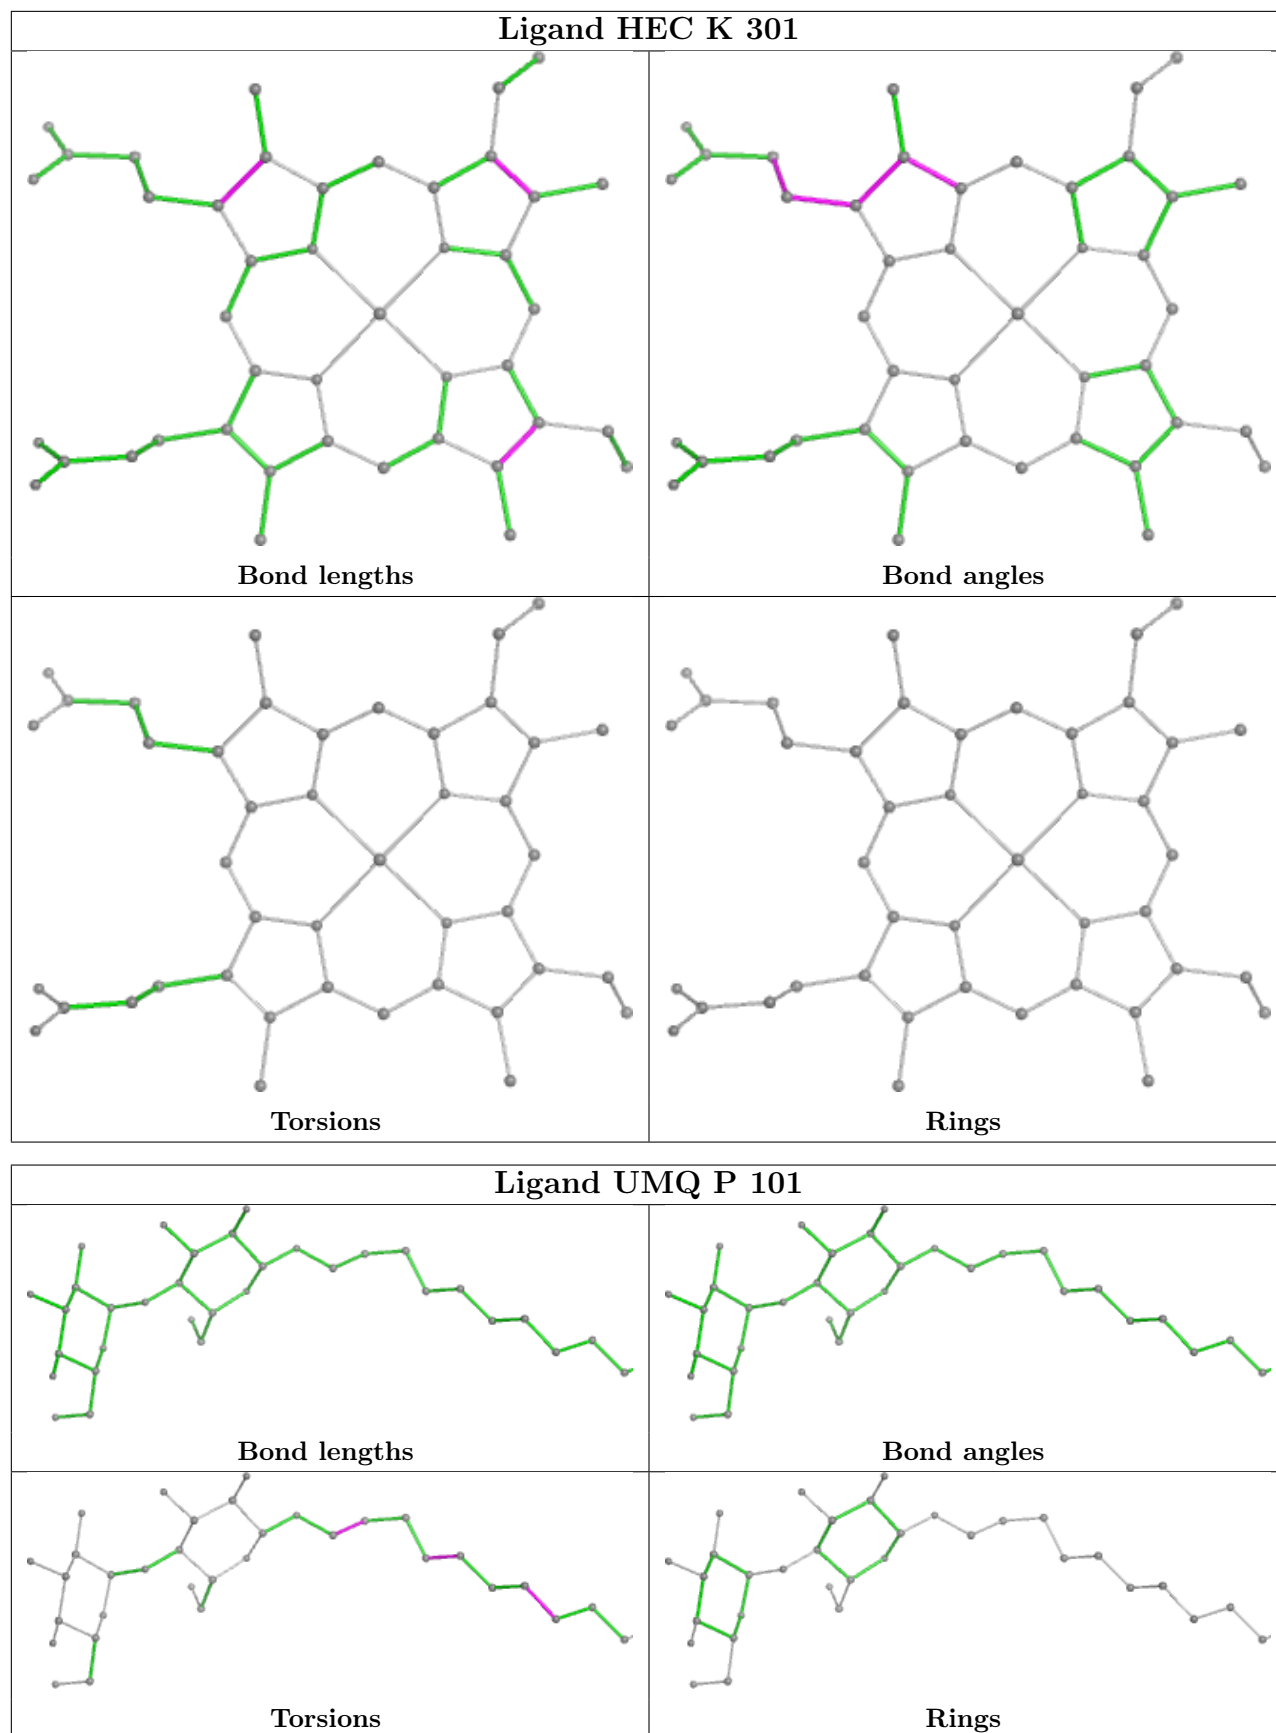 Ligand HEC K 301
Bond lengths
Bond angles
Torsions
Rings
Ligand UMQ P 101
Bond lengths
Bond angles
Torsions
Rings